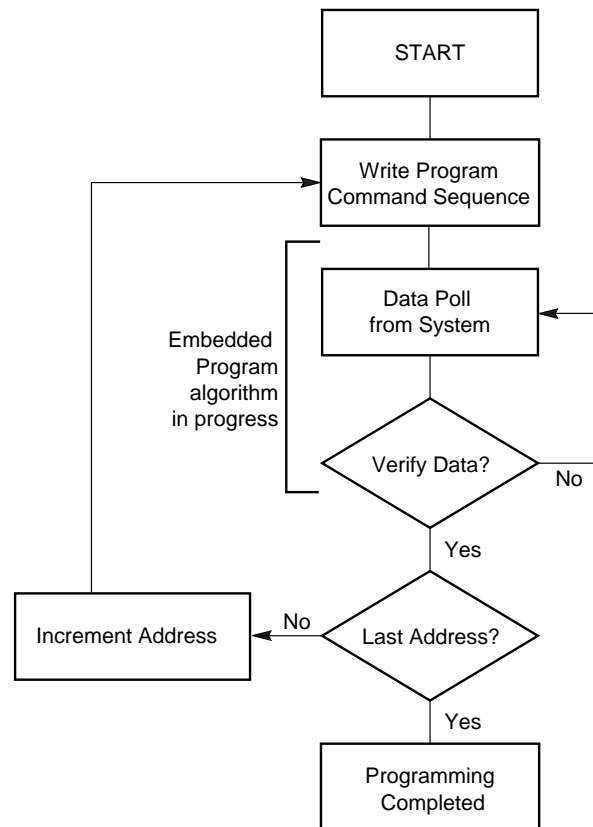 START
Write Program
Command Sequence
Data Poll
from System
Embedded
Program
algorithm
in progress
Verify Data?
No
Yes
Increment Address
No
Last Address?
Yes
Programming
Completed